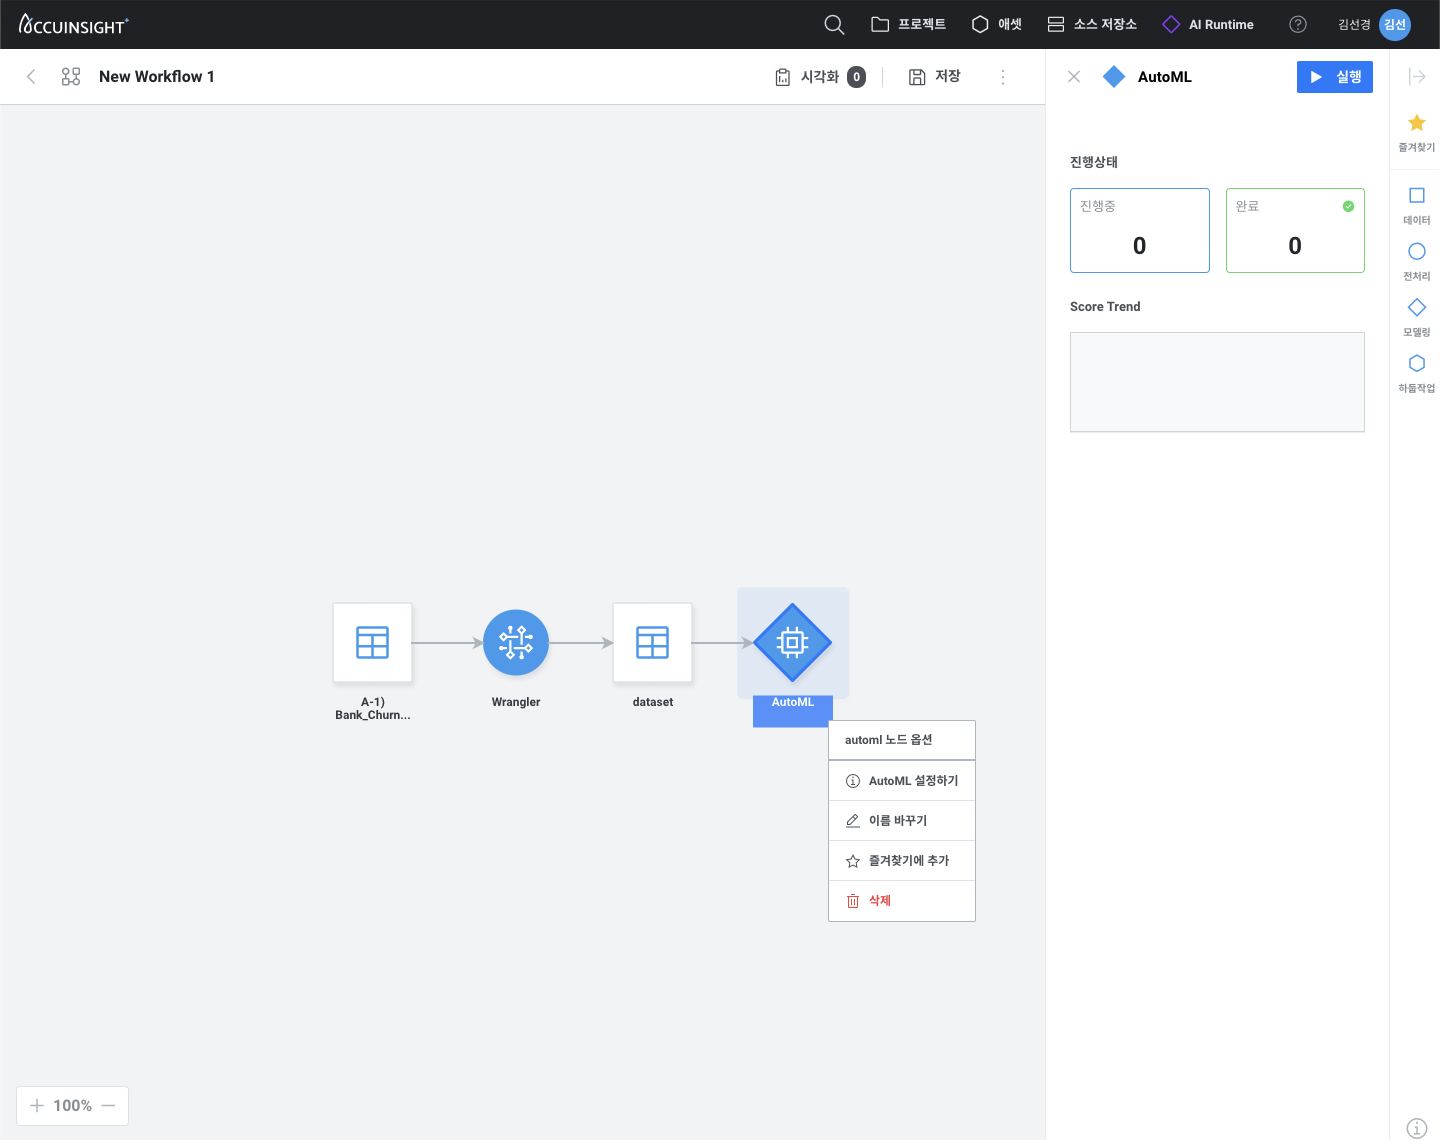 ACCUINSIGHT+
프로젝트
애셋
소스 저장소
AI Runtime
김선경
김선
New Workflow 1
시각화 0
저장
AutoML
실행
진행상태
진행중
0
완료
0
Score Trend
즐겨찾기
데이터
전처리
모델링
하둡작업
A-1)
Bank_Churn...
Wrangler
dataset
AutoML
automl 노드 옵션
AutoML 설정하기
이름 바꾸기
즐겨찾기에 추가
삭제
100%